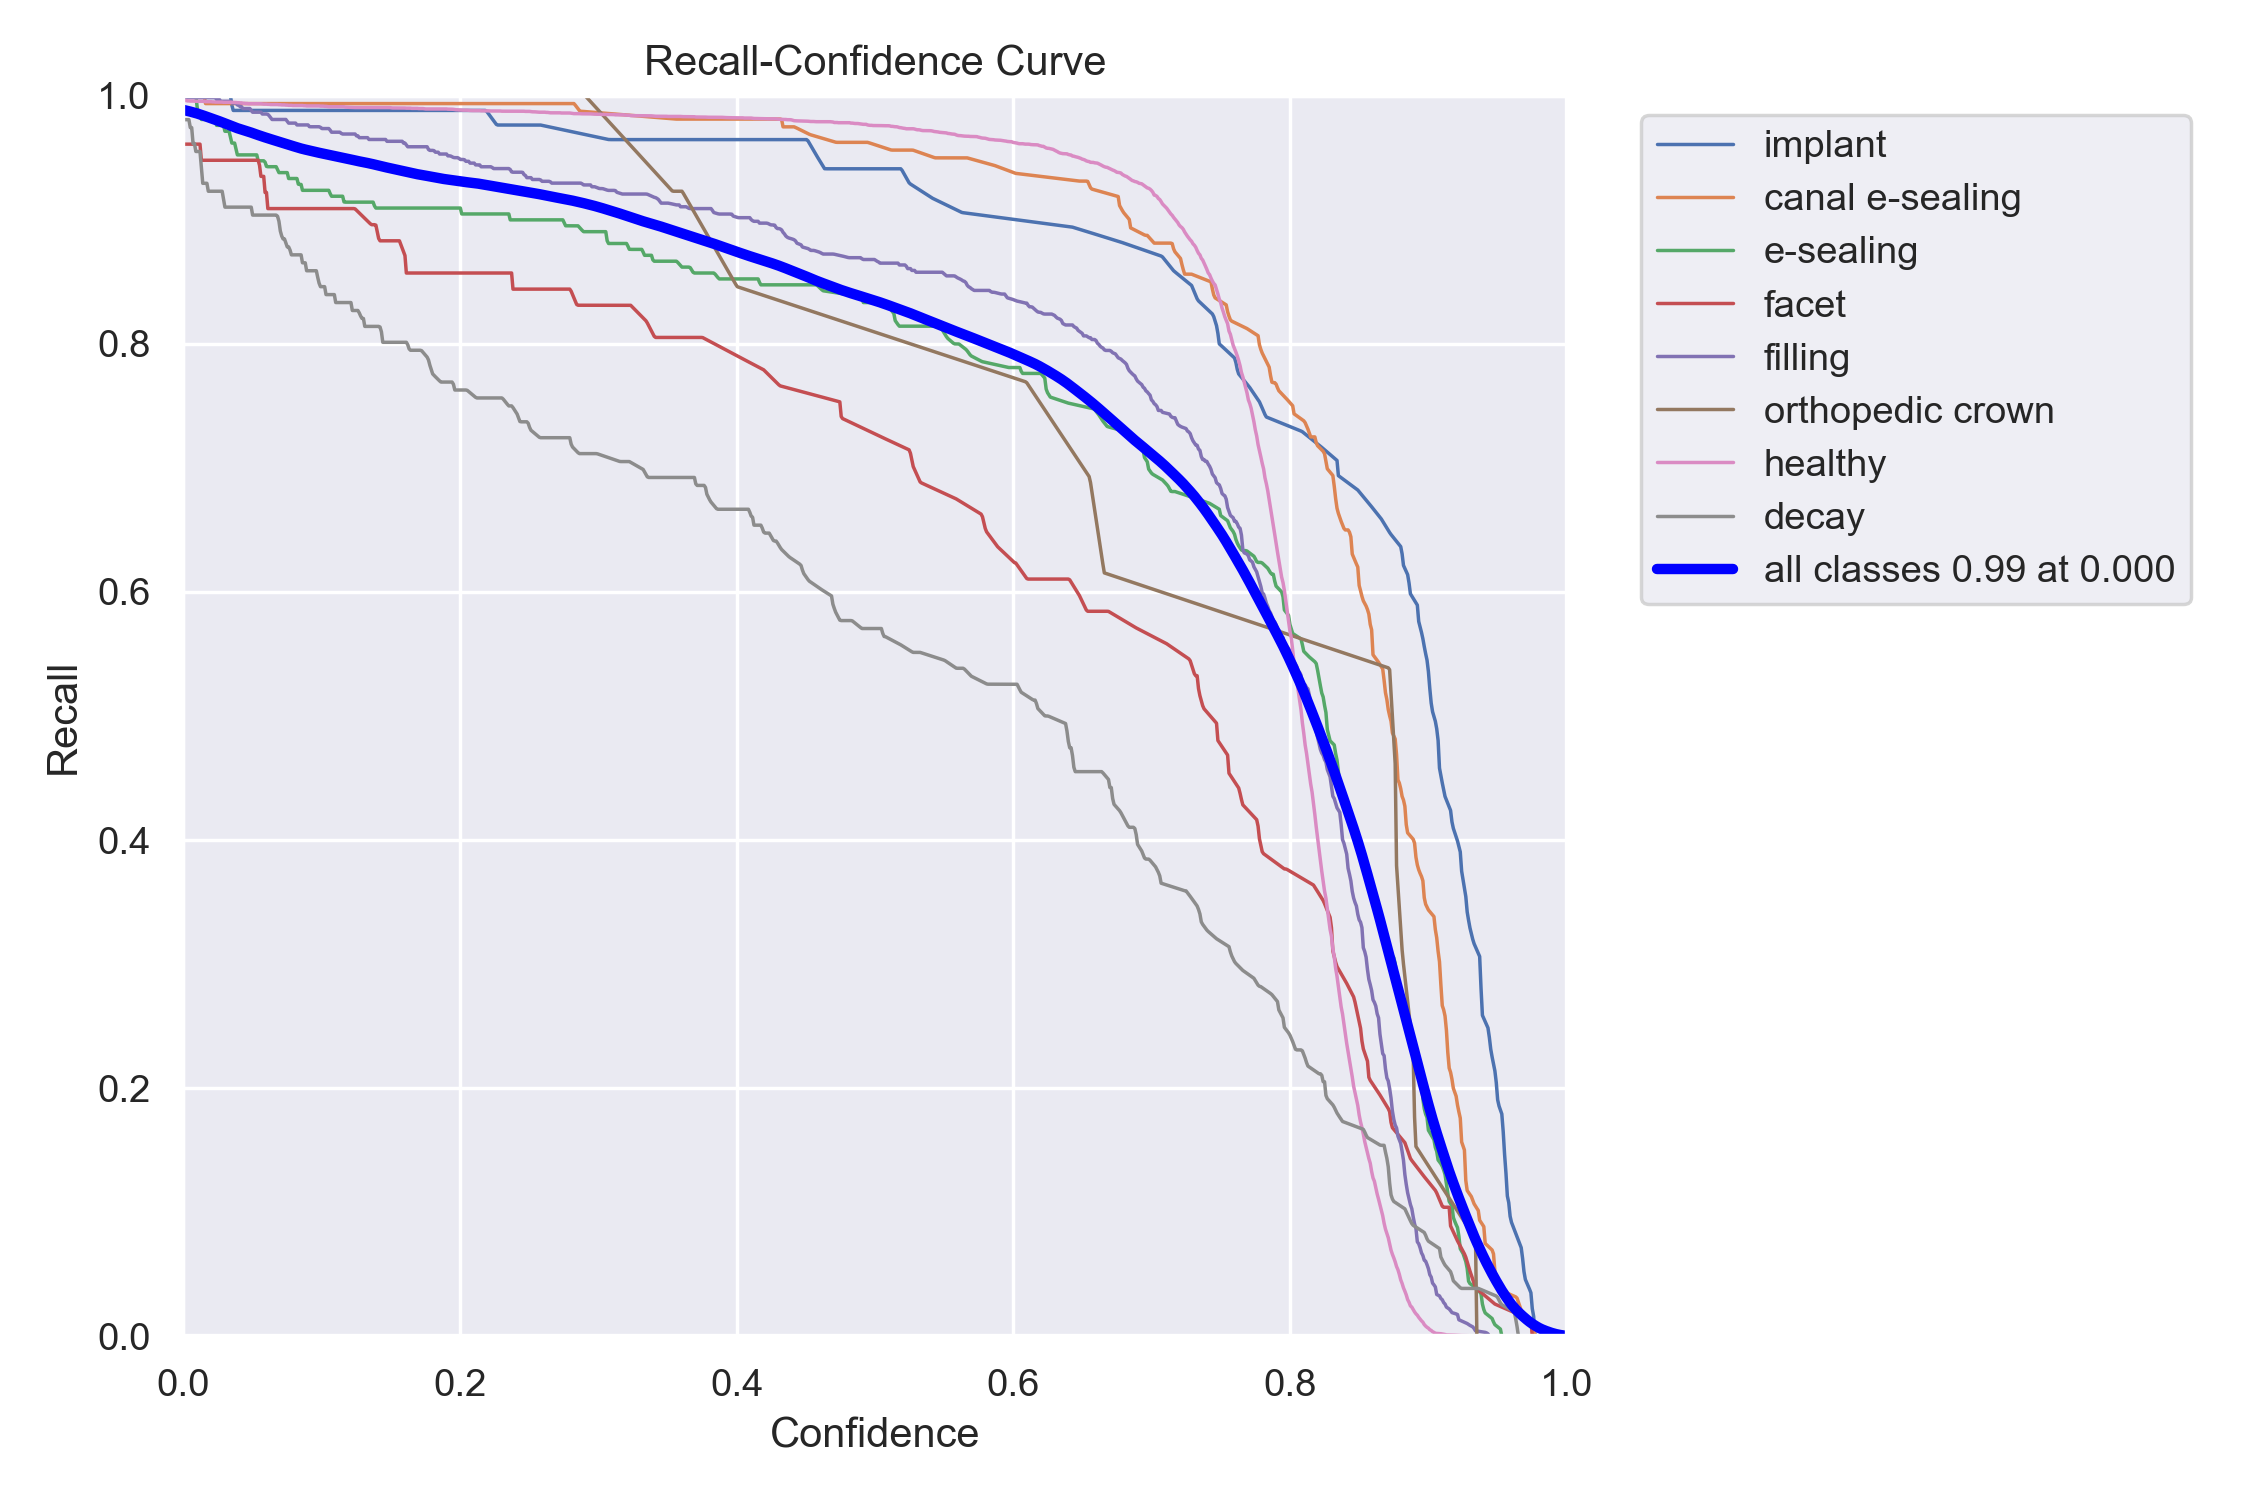 Recall-Confidence Curve
1.0
0.8
0.6
0.4
0.2
0.0
Recall
0.0 0.2 0.4 0.6 0.8 1.0
Confidence
implant
canal e-sealing
e-sealing
facet
filling
orthopedic crown
healthy
decay
all classes 0.99 at 0.000